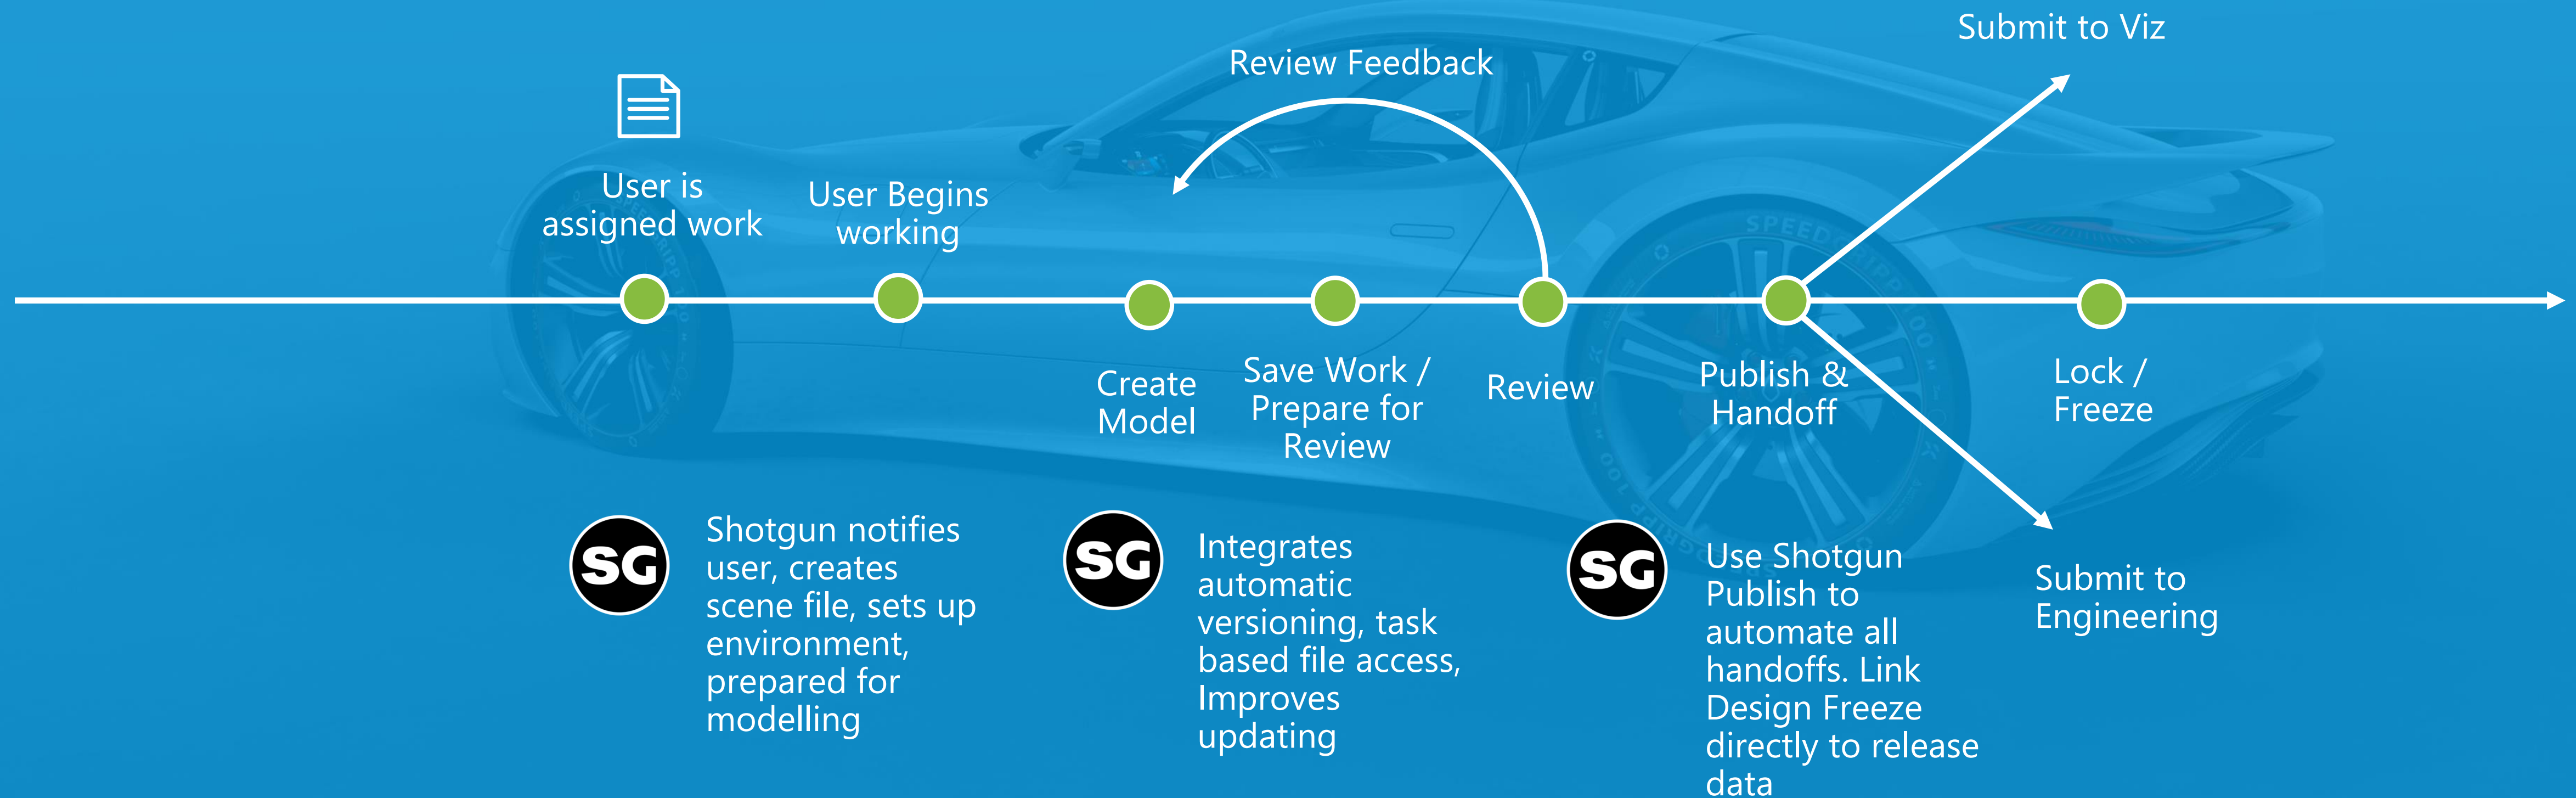 Submit to Viz
Review Feedback
User is
assigned work
User Begins
working
Create
Model
Save Work /
Prepare for
Review
Review
Publish &
Handoff
Lock /
Freeze
SG
Shotgun notifies
user, creates
scene file, sets up
environment,
prepared for
modelling
SG
Integrates
automatic
versioning, task
based file access,
Improves
updating
SG
Use Shotgun
Publish to
automate all
handoffs. Link
Design Freeze
directly to release
data
Submit to
Engineering